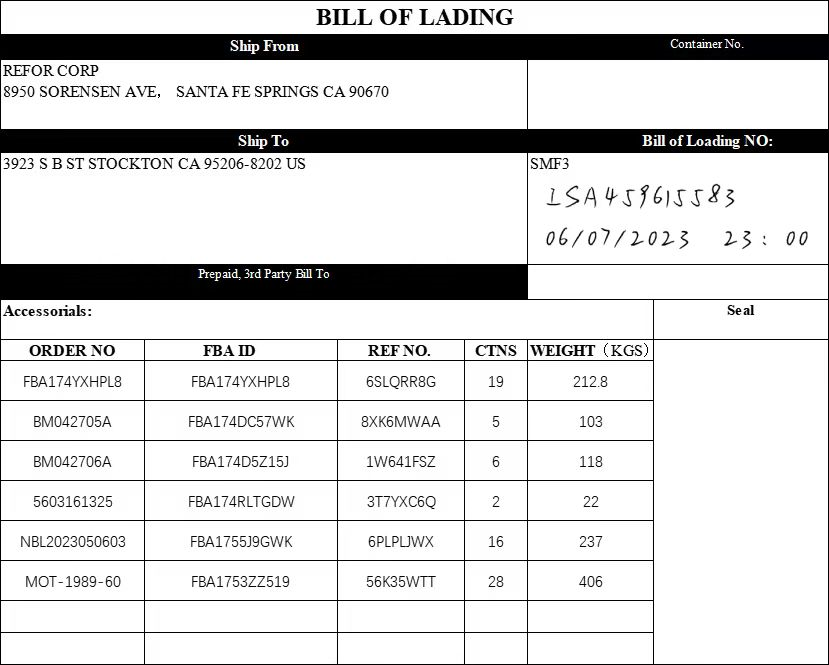 BILL OF LADING
Ship From Container No.
REFOR CORP
8950 SORENSEN AVE， SANTA FE SPRINGS CA 90670
Ship To Bill of Loading NO:
3923 S B ST STOCKTON CA 95206-8202 US SMF3
ISA459615583
06/07/2023 23: 00
Prepaid, 3rd Party Bill To
Accessorials: Seal
ORDER NO FBA ID REF NO. CTNS WEIGHT（KGS）
FBA174YXHPL8 FBA174YXHPL8 6SLQRR8G 19 212.8
BM042705A FBA174DC57WK 8XK6MWAA 5 103
BM042706A FBA174D5Z15J 1W641FSZ 6 118
5603161325 FBA174RLTGDW 3T7YXC6Q 2 22
NBL2023050603 FBA1755J9GWK 6PLPLJWX 16 237
MOT-1989-60 FBA1753ZZ519 56K35WTT 28 406